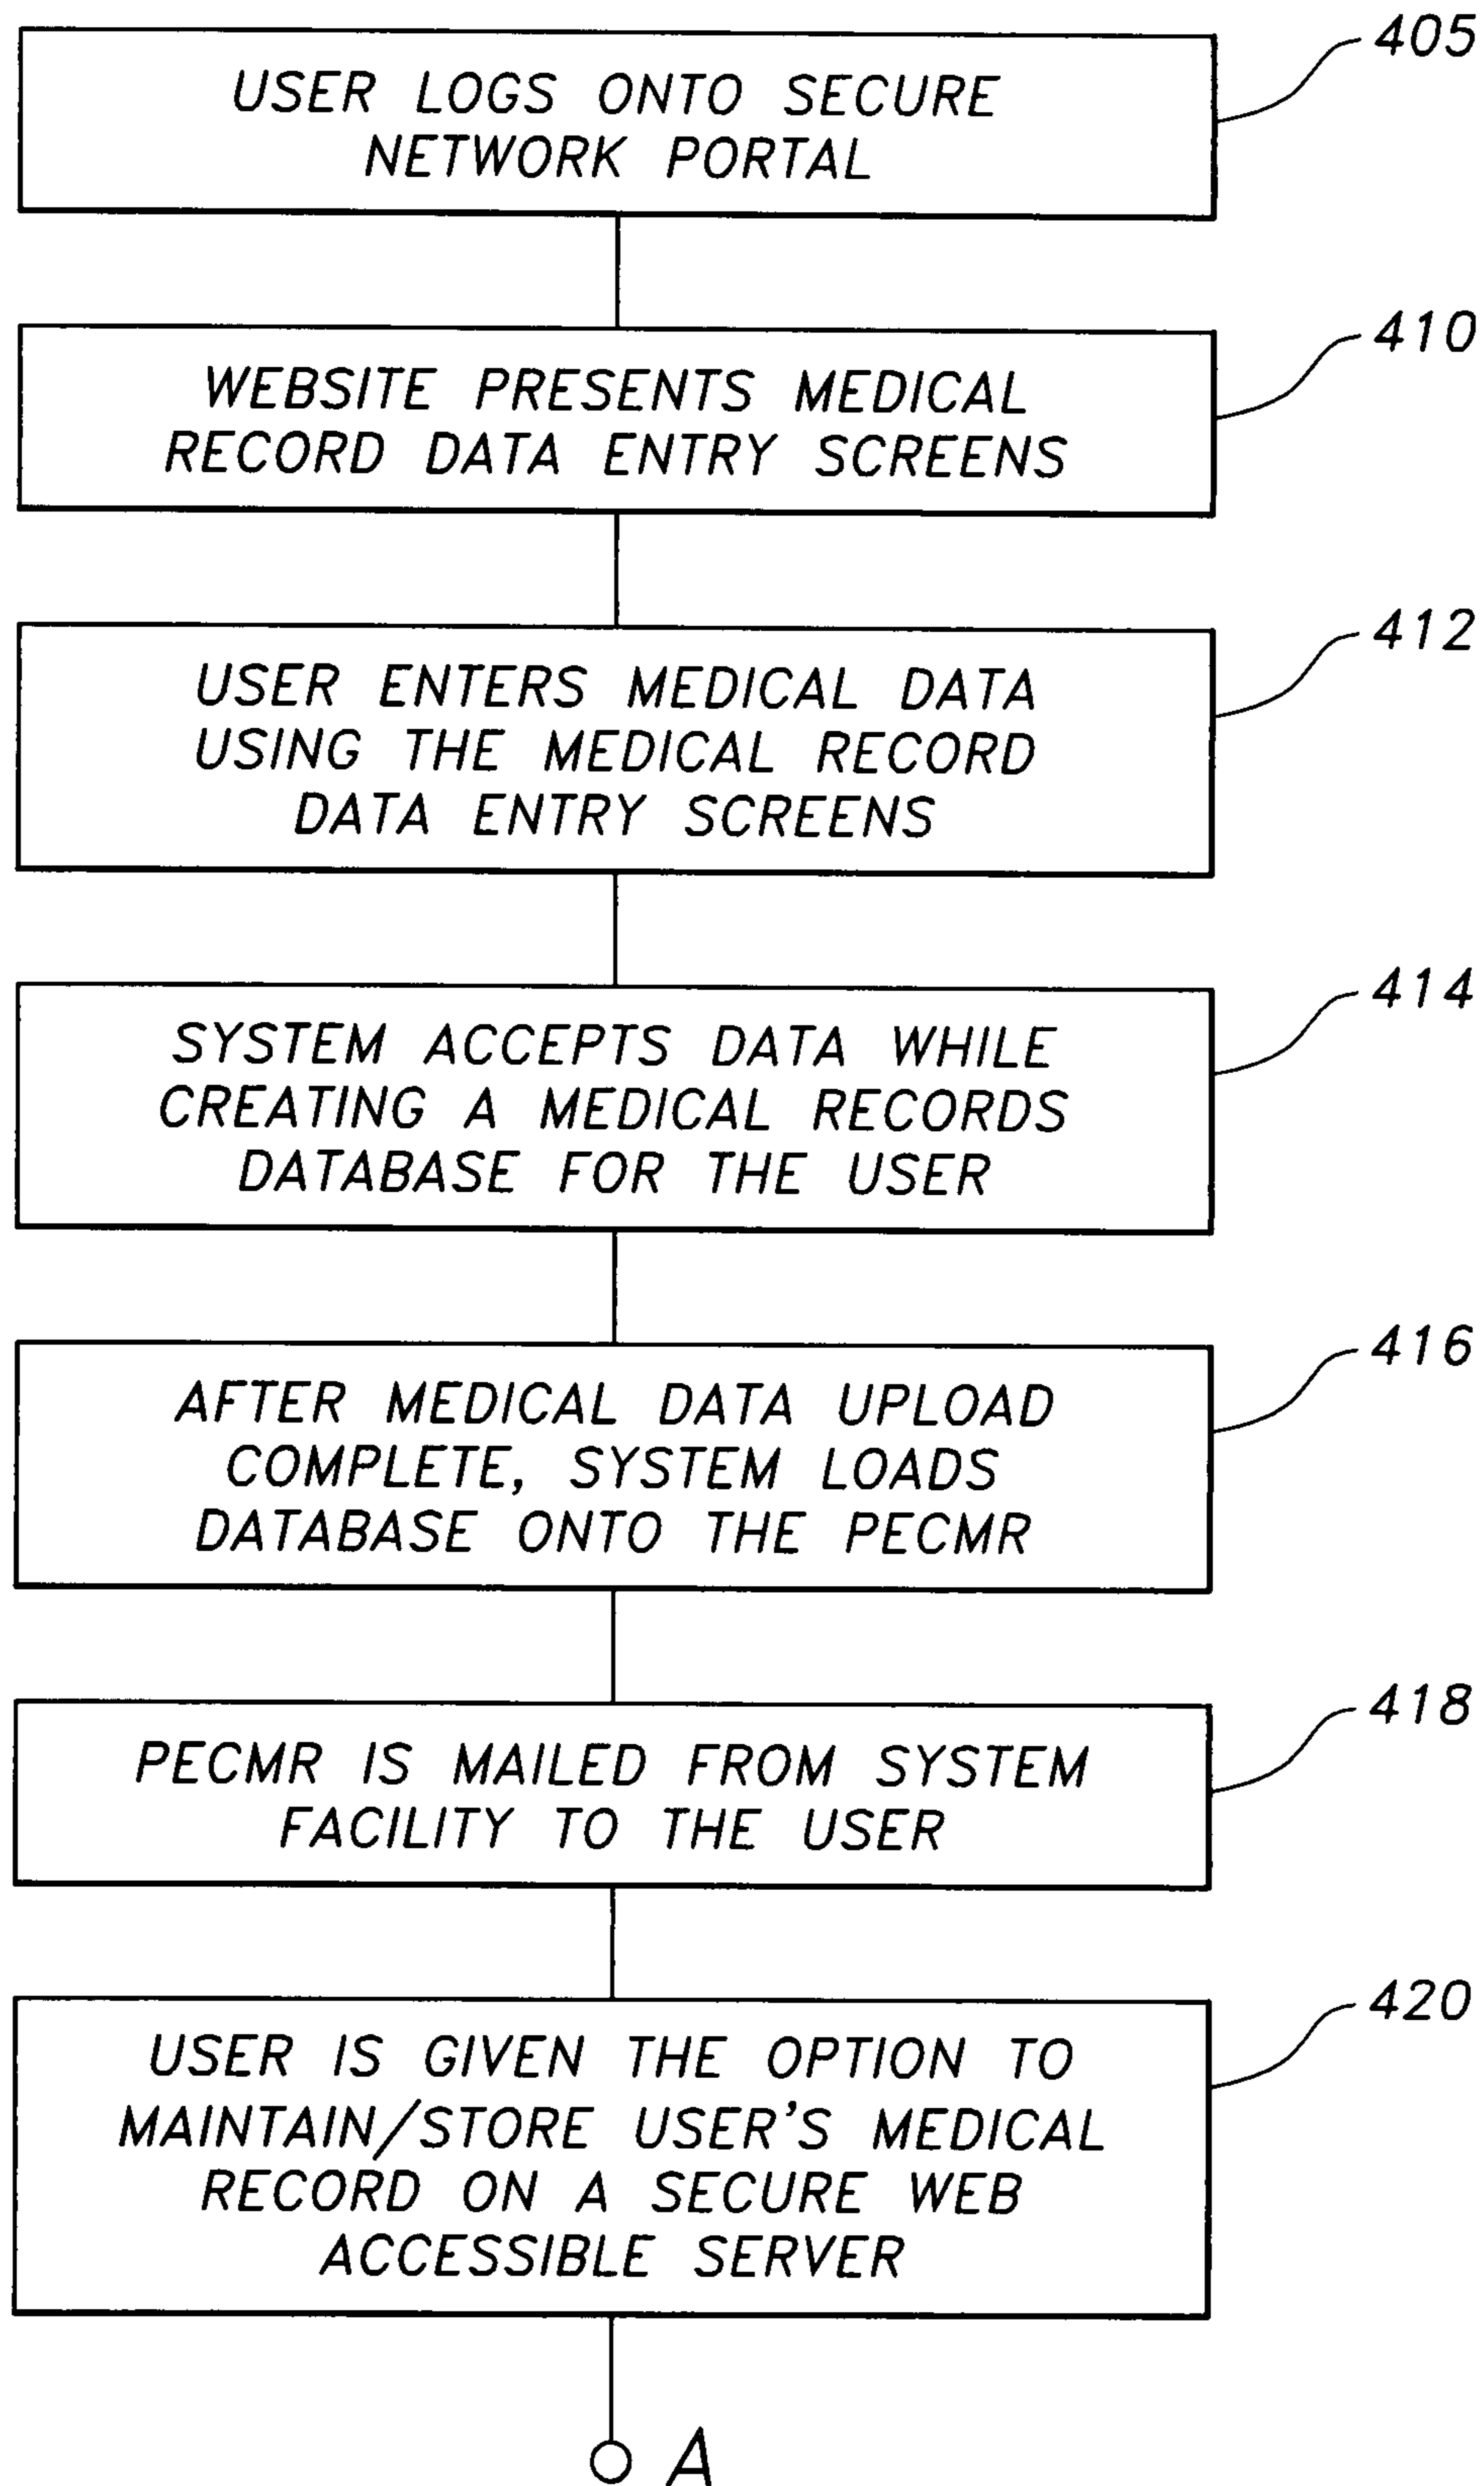 405
USER LOGS ONTO SECURE
NETWORK PORTAL
410
WEBSITE PRESENTS MEDICAL
RECORD DATA ENTRY SCREENS
412
USER ENTERS MEDICAL DATA
USING THE MEDICAL RECORD
DATA ENTRY SCREENS
414
SYSTEM ACCEPTS DATA WHILE
CREATING A MEDICAL RECORDS
DATABASE FOR THE USER
416
AFTER MEDICAL DATA UPLOAD
COMPLETE, SYSTEM LOADS
DATABASE ONTO THE PECMR
418
PECMR IS MAILED FROM SYSTEM
FACILITY TO THE USER
420
USER IS GIVEN THE OPTION TO
MAINTAIN/STORE USER'S MEDICAL
RECORD ON A SECURE WEB
ACCESSIBLE SERVER
A